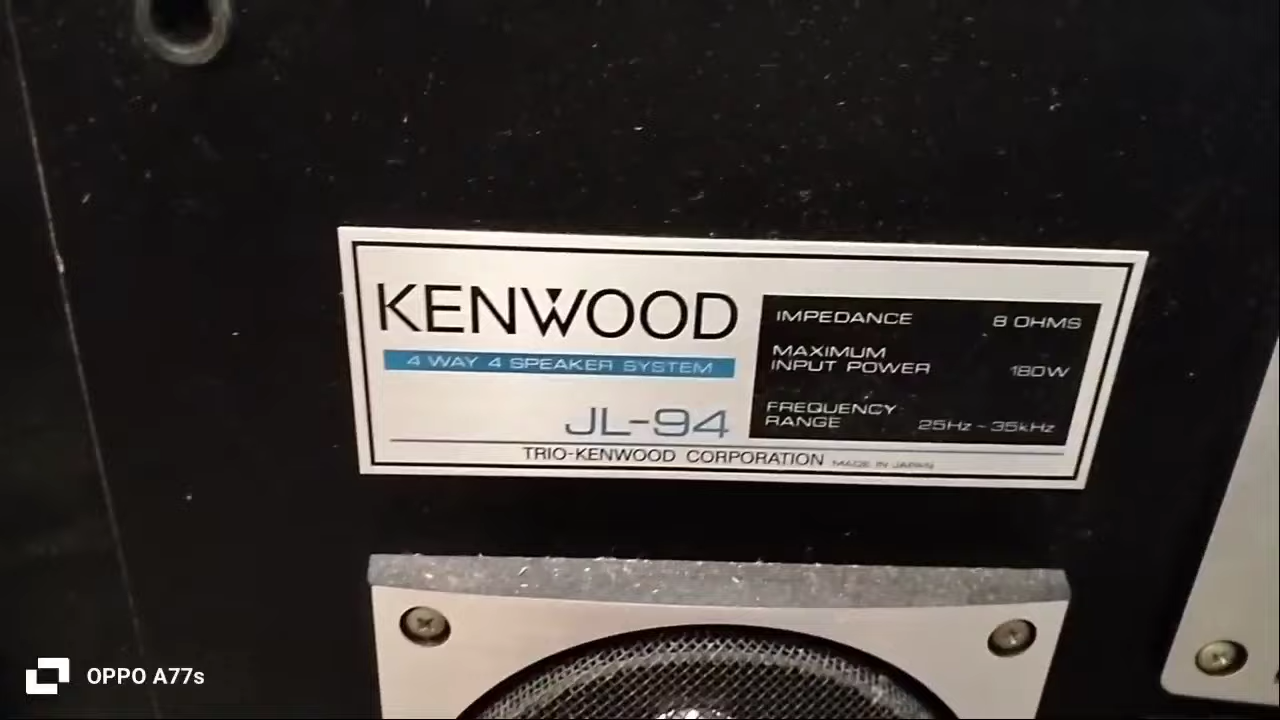 KENWOOD
4 WAY 4 SPEAKER SYSTEM
JL-94
IMPEDANCE 8 OHMS
MAXIMUM
INPUT POWER 180W
FREQUENCY
RANGE 25Hz ~ 35kHz
TRIO-KENWOOD CORPORATION MADE IN JAPAN
OPPO A77s